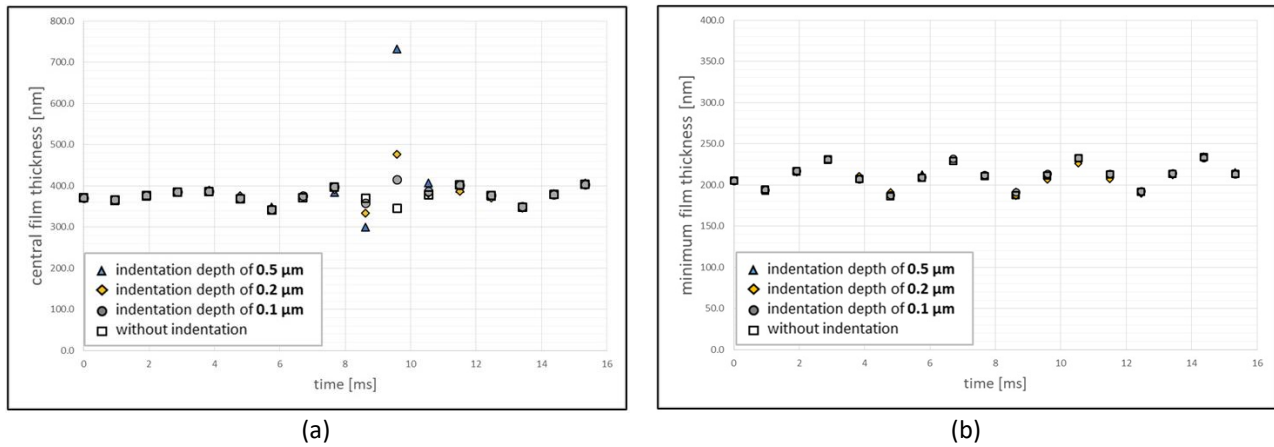 800.0
700.0
600.0
500.0
400.0
300.0
200.0
100.0
0.0
central film thickness [nm]
indentation depth of 0.5 µm
indentation depth of 0.2 µm
indentation depth of 0.1 µm
without indentation
0 2 4 6 8 10 12 14 16
time [ms]
(a)
400.0
350.0
300.0
250.0
200.0
150.0
100.0
50.0
0.0
minimum film thickness [nm]
indentation depth of 0.5 µm
indentation depth of 0.2 µm
indentation depth of 0.1 µm
without indentation
0 2 4 6 8 10 12 14 16
time [ms]
(b)